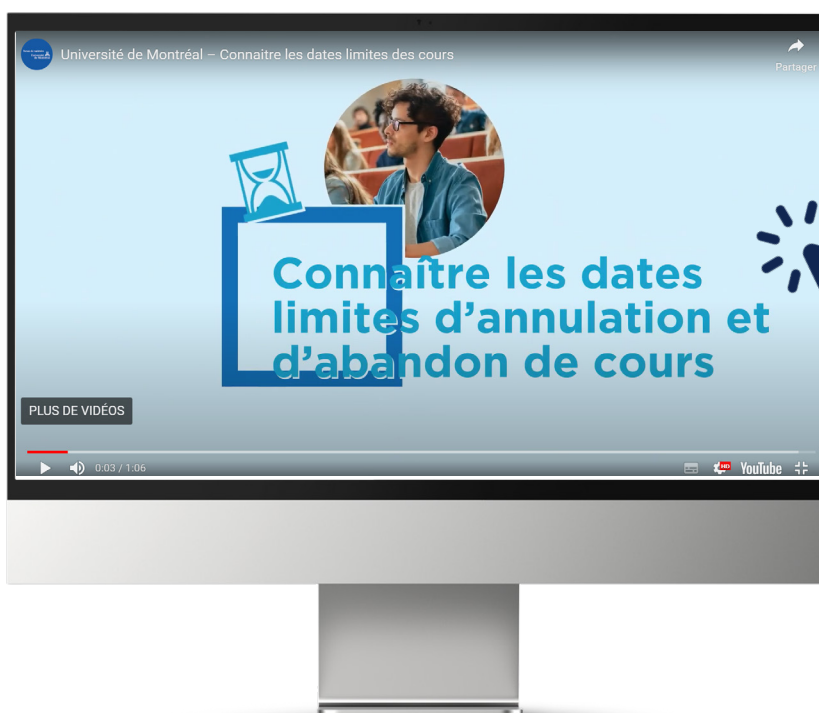 Université de Montréal – Connaitre les dates limites des cours
Partager
Connaître les dates
limites d'annulation et
d'abandon de cours
PLUS DE VIDÉOS
0:03 / 1:06
HD
YouTube